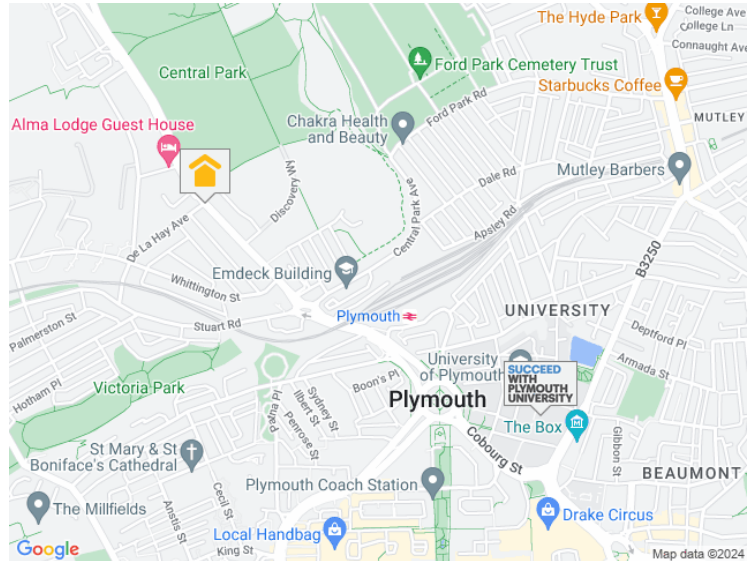 The Hyde Park
College Ave
College Ln
Connaught Ave
Central Park
Ford Park Cemetery Trust
Starbucks Coffee
Ford Park Rd
MUTLEY
Alma Lodge Guest House
Chakra Health
and Beauty
Mutley Barbers
Dale Rd
Discovery Wy
Central Park Ave
Apsley Rd
De La Hay Ave
B3250
Emdeck Building
Whittington St
Palmerston St
Stuart Rd
Plymouth
UNIVERSITY
Deptford Pl
Armada St
University
of Plymouth
SUCCEED
WITH
PLYMOUTH
UNIVERSITY
Victoria Park
Hotham Pl
Boon's Pl
Patna Pl
Sydney St
Ilbert St
Penrose St
Plymouth
The Box
Cobourg St
Gibbon St
St Mary & St
Boniface's Cathedral
BEAUMONT
Plymouth Coach Station
Cecil St
Anstis St
The Millfields
Drake Circus
Local Handbag
King St
Google
Map data ©2024